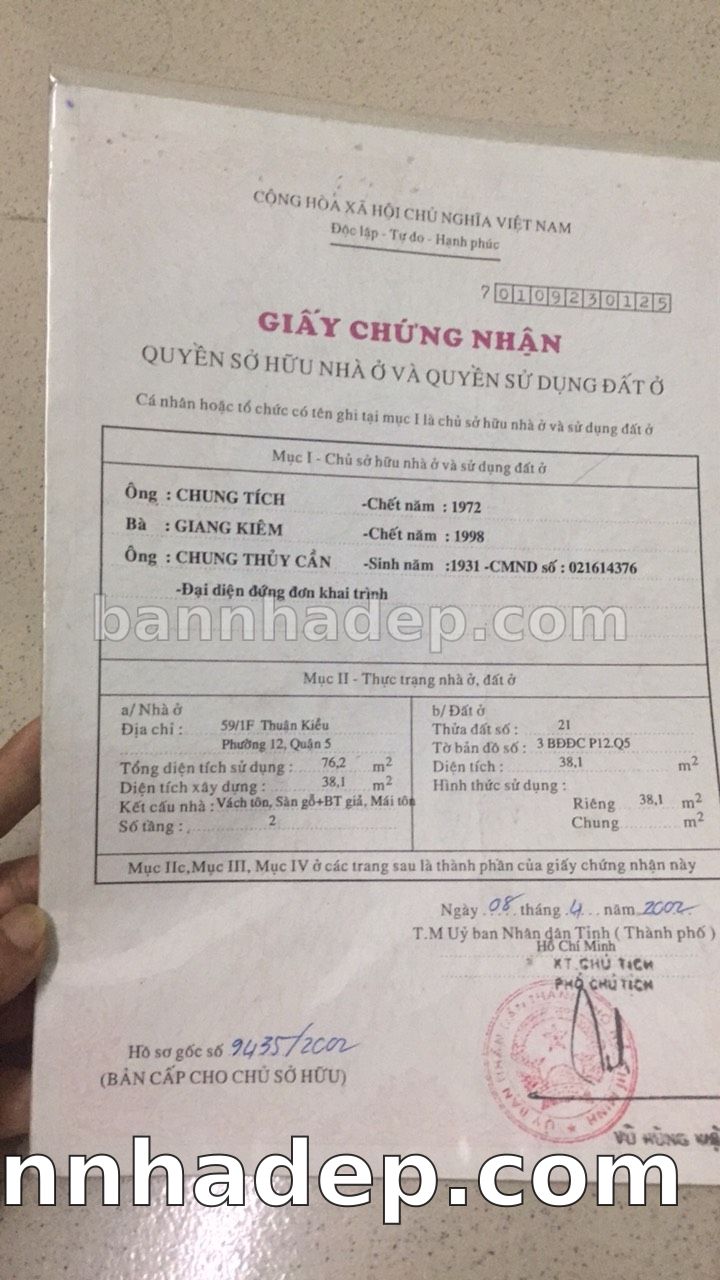 CỘNG HÒA XÃ HỘI CHỦ NGHĨA VIỆT NAM
Độc lập - Tự do - Hạnh phúc
7 0109230125
GIẤY CHỨNG NHẬN
QUYỀN SỞ HỮU NHÀ Ở VÀ QUYỀN SỬ DỤNG ĐẤT Ở
Cá nhân hoặc tổ chức có tên ghi tại mục I là chủ sở hữu nhà ở và sử dụng đất ở
Mục I - Chủ sở hữu nhà ở và sử dụng đất ở
Ông : CHUNG TÍCH -Chết năm : 1972
Bà : GIANG KIÊM -Chết năm : 1998
Ông : CHUNG THỦY CẦN -Sinh năm :1931 -CMND số : 021614376
-Đại diện đứng đơn khai trình
bannhadep.com
Mục II - Thực trạng nhà ở, đất ở
a/ Nhà ở
Địa chỉ : 59/1F Thuận Kiều
Phường 12, Quận 5
Tổng diện tích sử dụng : 76,2 m2
Diện tích xây dựng : 38,1 m2
Kết cấu nhà : Vách tôn, Sàn gỗ+BT giả, Mái tôn
Số tầng : 2
b/ Đất ở
Thửa đất số : 21
Tờ bản đồ số : 3 BĐĐC P12.Q5
Diện tích : 38,1 m2
Hình thức sử dụng :
Riêng 38,1 m2
Chung m2
Mục IIc,Mục III, Mục IV ở các trang sau là thành phần của giấy chứng nhận này
Ngày 08 tháng 4 năm 2002
T.M Uỷ ban Nhân dân Tỉnh ( Thành phố )
Hồ Chí Minh
KT. CHỦ TỊCH
PHÓ CHỦ TỊCH
Hồ sơ gốc số 9435/2002
(BẢN CẤP CHO CHỦ SỞ HỮU)
VŨ HÙNG
nnhadep.com